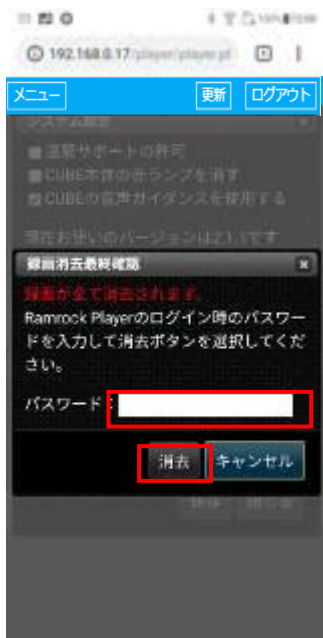 192.168.0.17/player/player.pl
メニュー 更新 ログアウト
システム設定
遠隔サポートの許可
CUBE本体の赤ランプを消す
CUBEの音声ガイダンスを使用する
現在お使いのバージョンは2.1.1です
録画消去最終確認
録画が全て消去されます。
Ramrock Playerのログイン時のパスワー
ドを入力して消去ボタンを選択してくだ
さい。
パスワード：
消去 キャンセル